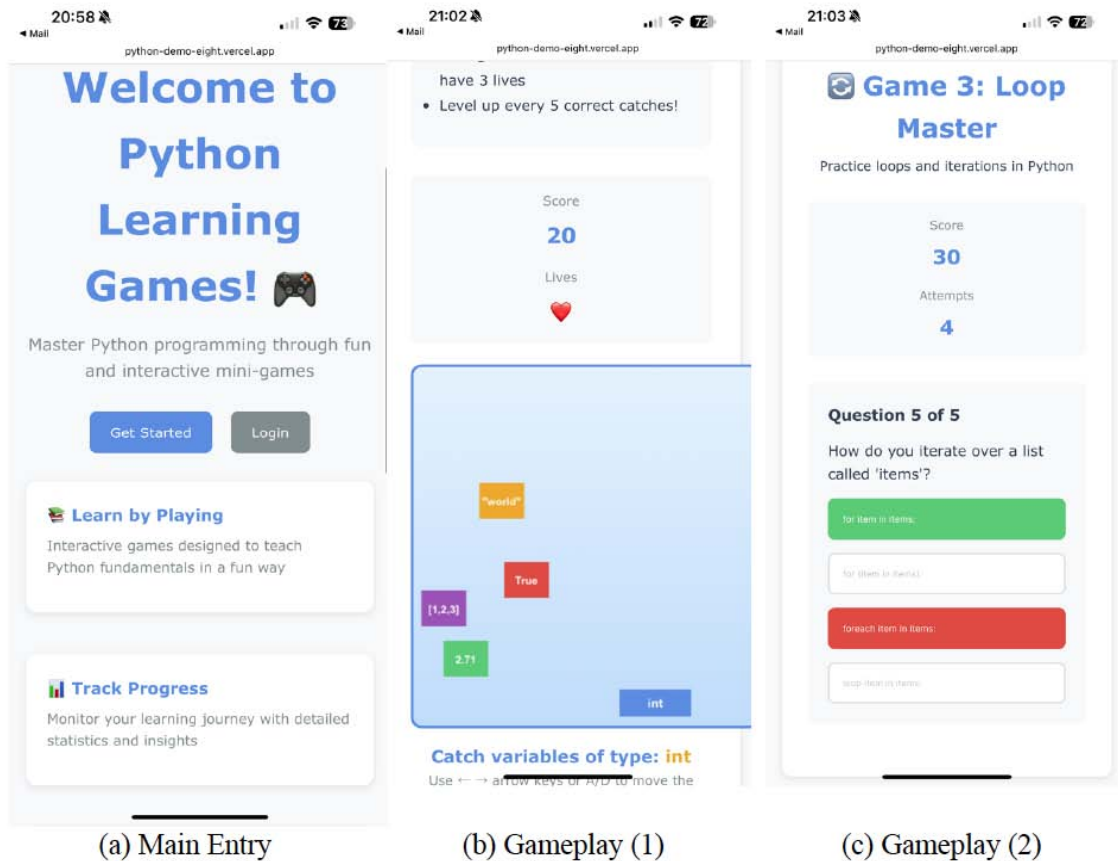 20:58
73
◄ Mail
python-demo-eight.vercel.app
Welcome to
Python
Learning
Games!
Master Python programming through fun
and interactive mini-games
Get Started
Login
Learn by Playing
Interactive games designed to teach
Python fundamentals in a fun way
Track Progress
Monitor your learning journey with detailed
statistics and insights
(a) Main Entry
21:02
72
◄ Mail
python-demo-eight.vercel.app
have 3 lives
• Level up every 5 correct catches!
Score
20
Lives
"world"
True
[1,2,3]
2.71
int
Catch variables of type: int
Use ← → arrow keys or A/D to move the
(b) Gameplay (1)
21:03
72
◄ Mail
python-demo-eight.vercel.app
Game 3: Loop
Master
Practice loops and iterations in Python
Score
30
Attempts
4
Question 5 of 5
How do you iterate over a list
called 'items'?
for item in items:
foreach item in items:
loop item in items:
(c) Gameplay (2)